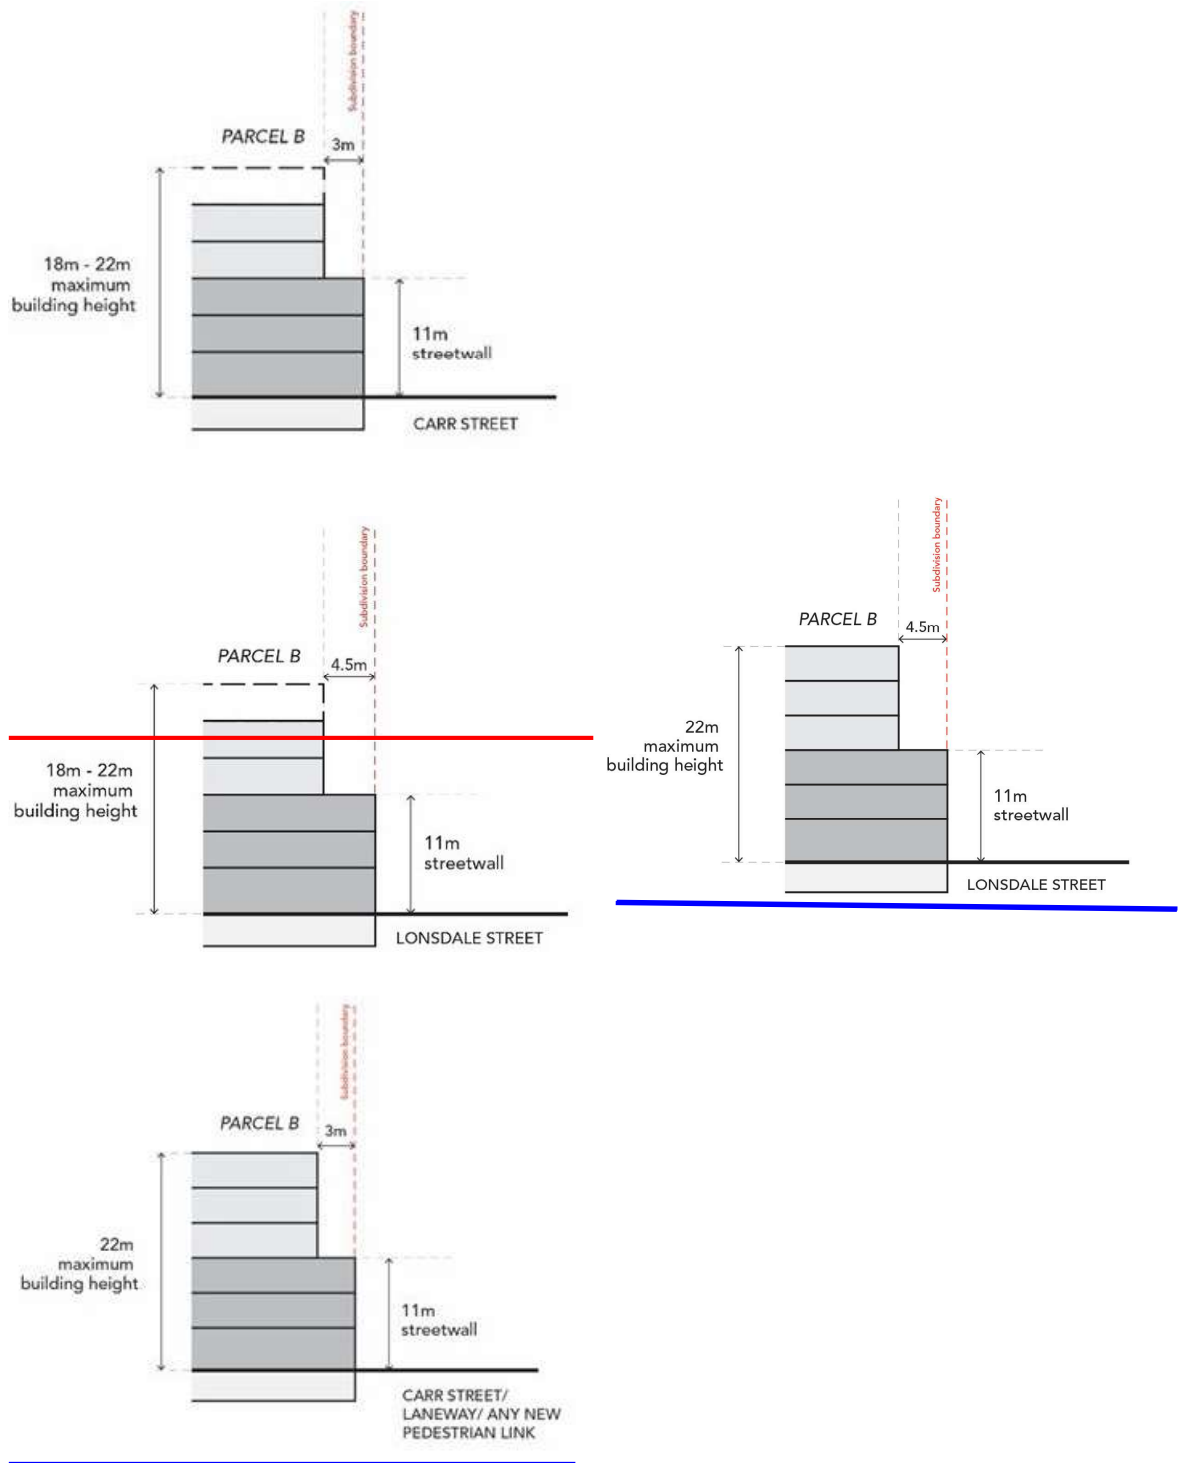 Subdivision boundary
PARCEL B
3m
18m - 22m
maximum
building height
11m
streetwall
CARR STREET
Subdivision boundary
PARCEL B
4.5m
18m - 22m
maximum
building height
11m
streetwall
LONSDALE STREET
Subdivision boundary
PARCEL B
4.5m
22m
maximum
building height
11m
streetwall
LONSDALE STREET
Subdivision boundary
PARCEL B
3m
22m
maximum
building height
11m
streetwall
CARR STREET/
LANEWAY/ ANY NEW
PEDESTRIAN LINK